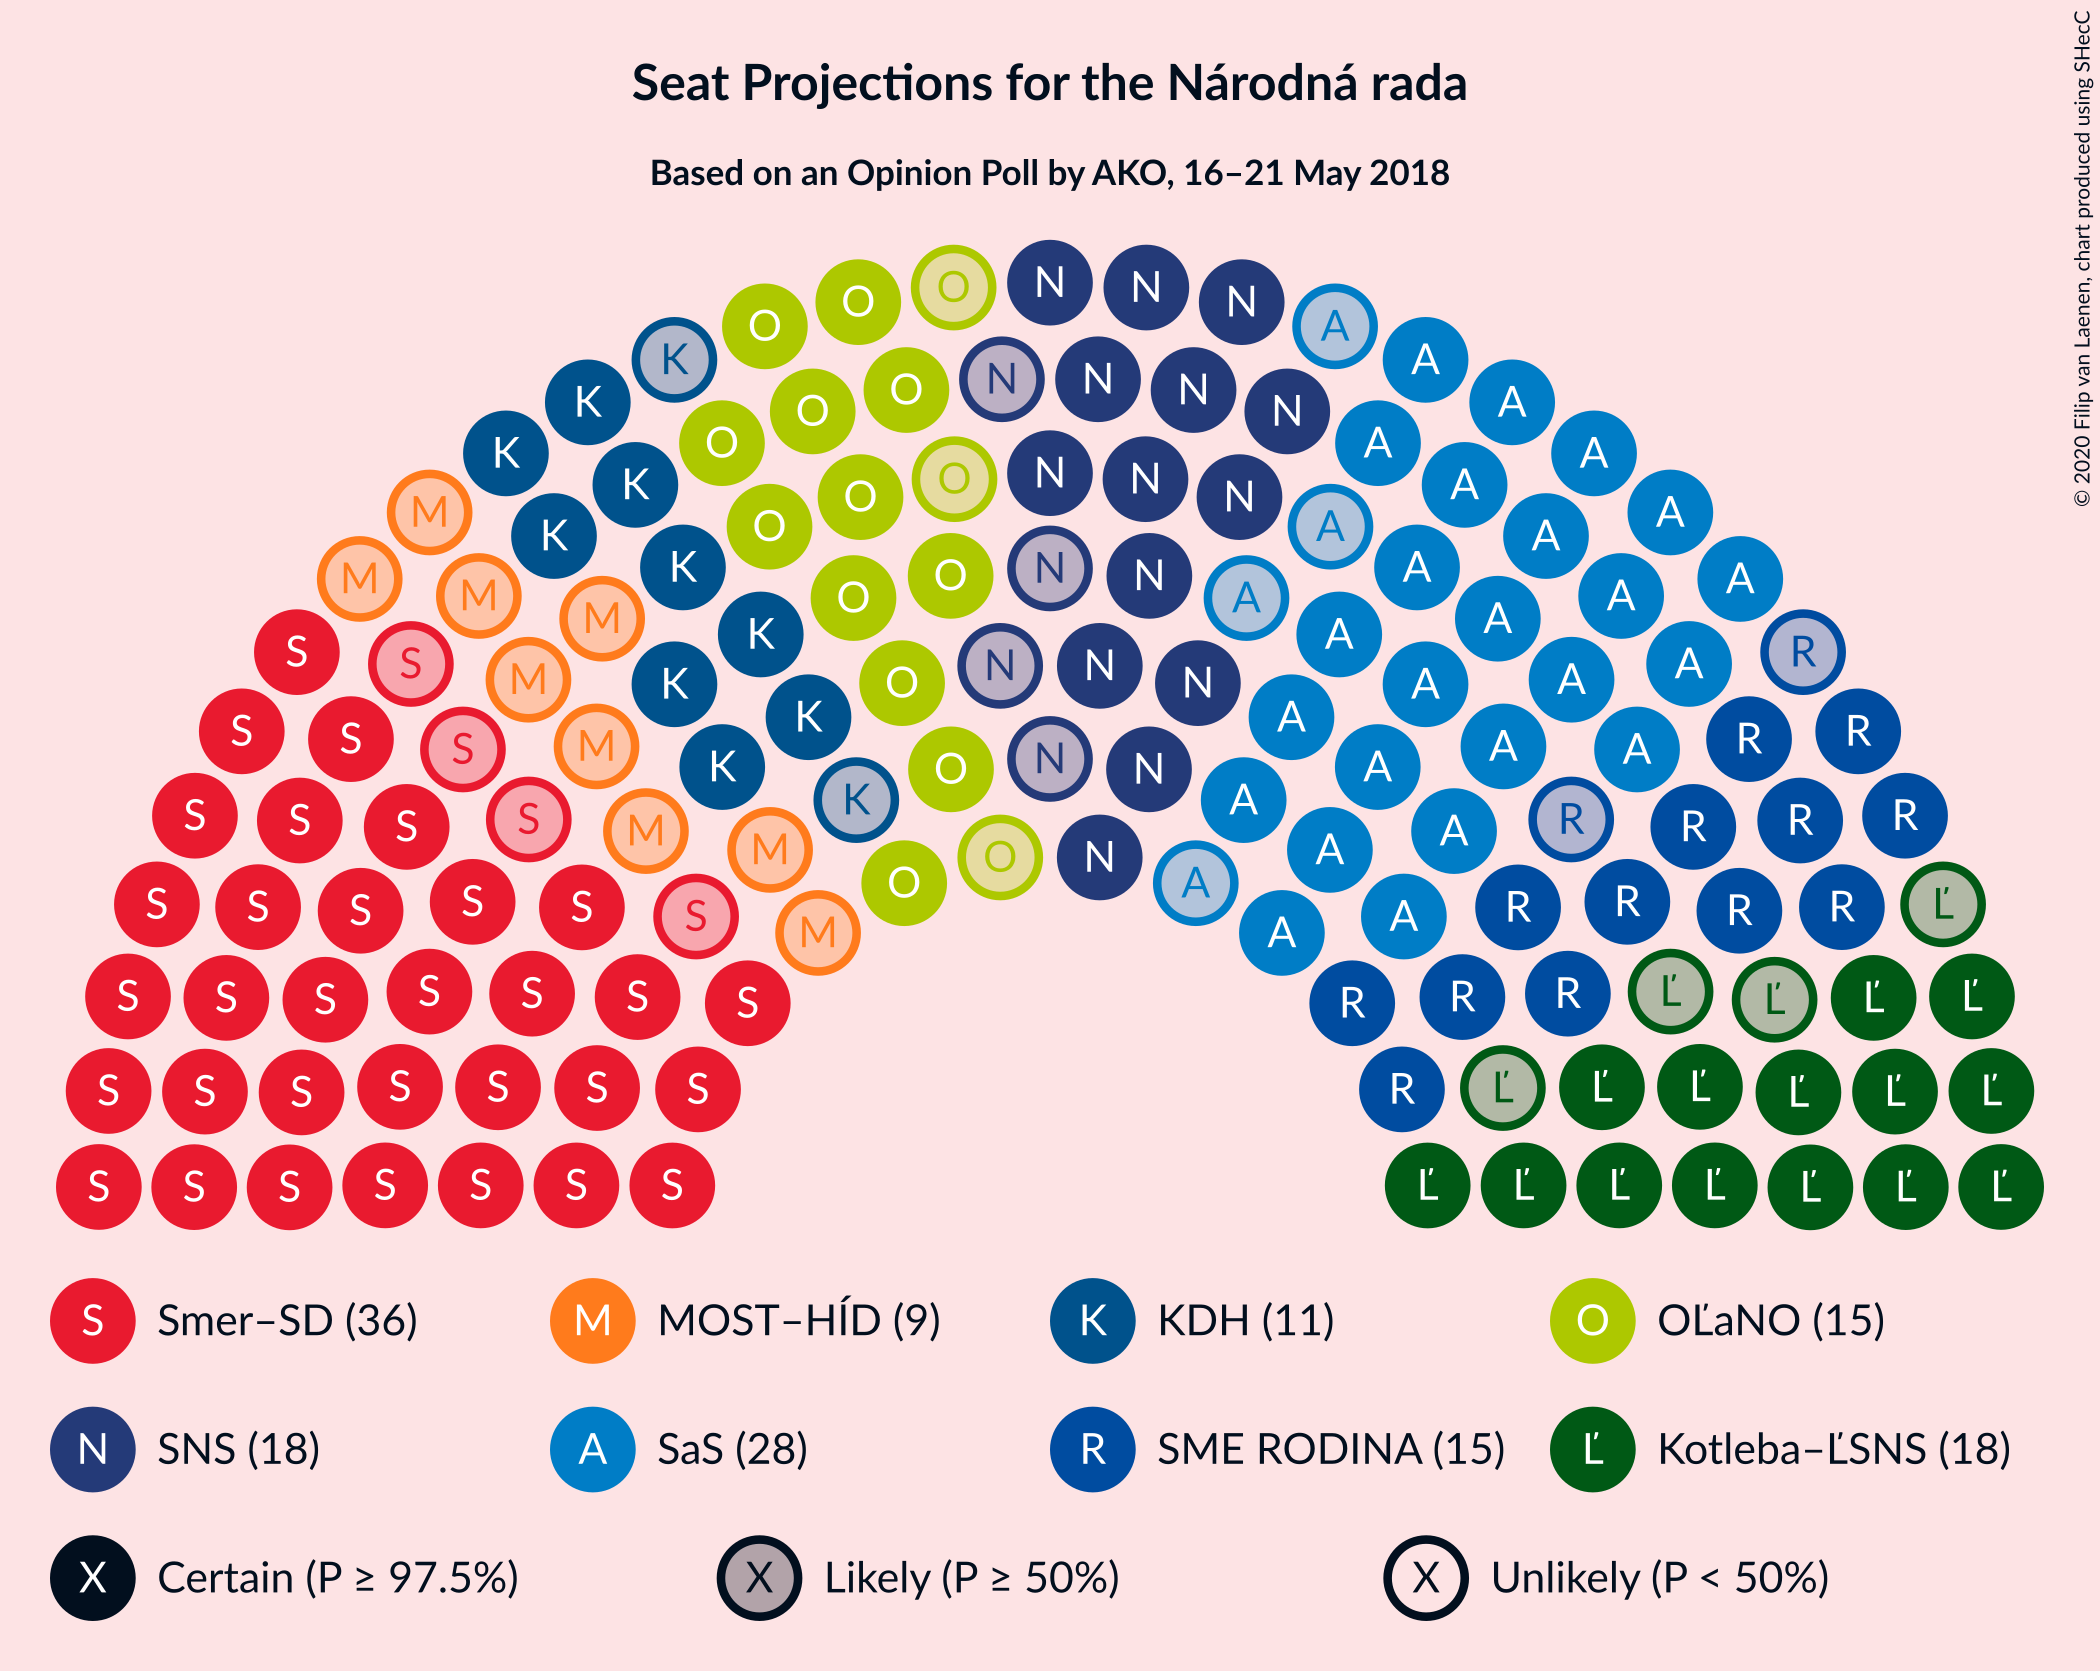 Seat Projections for the Národná rada
Based on an Opinion Poll by AKO, 16–21 May 2018
© 2020 Filip van Laenen, chart produced using SHecC
N N N
O A
O A
O A
K A
K N N A
O N
K O N A
O A
M N N A
K O N A
M K O A A
M O N A
K N A
M O A A
K O A A
S M K A A R
S M K O N N N A A A
S S M K A A R R
S S M K O N N A A A R R
S S S S M K A A R R R R
S S S S S M O O N A A A R R R R Ľ
S S M A A
S S S S S S S R R R Ľ Ľ Ľ Ľ
S S S S S S S R Ľ Ľ Ľ Ľ Ľ Ľ
S S S S S S S Ľ Ľ Ľ Ľ Ľ Ľ Ľ
S Smer–SD (36) M MOST–HÍD (9) K KDH (11) O OĽaNO (15)
N SNS (18) A SaS (28) R SME RODINA (15) Ľ Kotleba–ĽSNS (18)
X Certain (P ≥ 97.5%) X Likely (P ≥ 50%) X Unlikely (P < 50%)